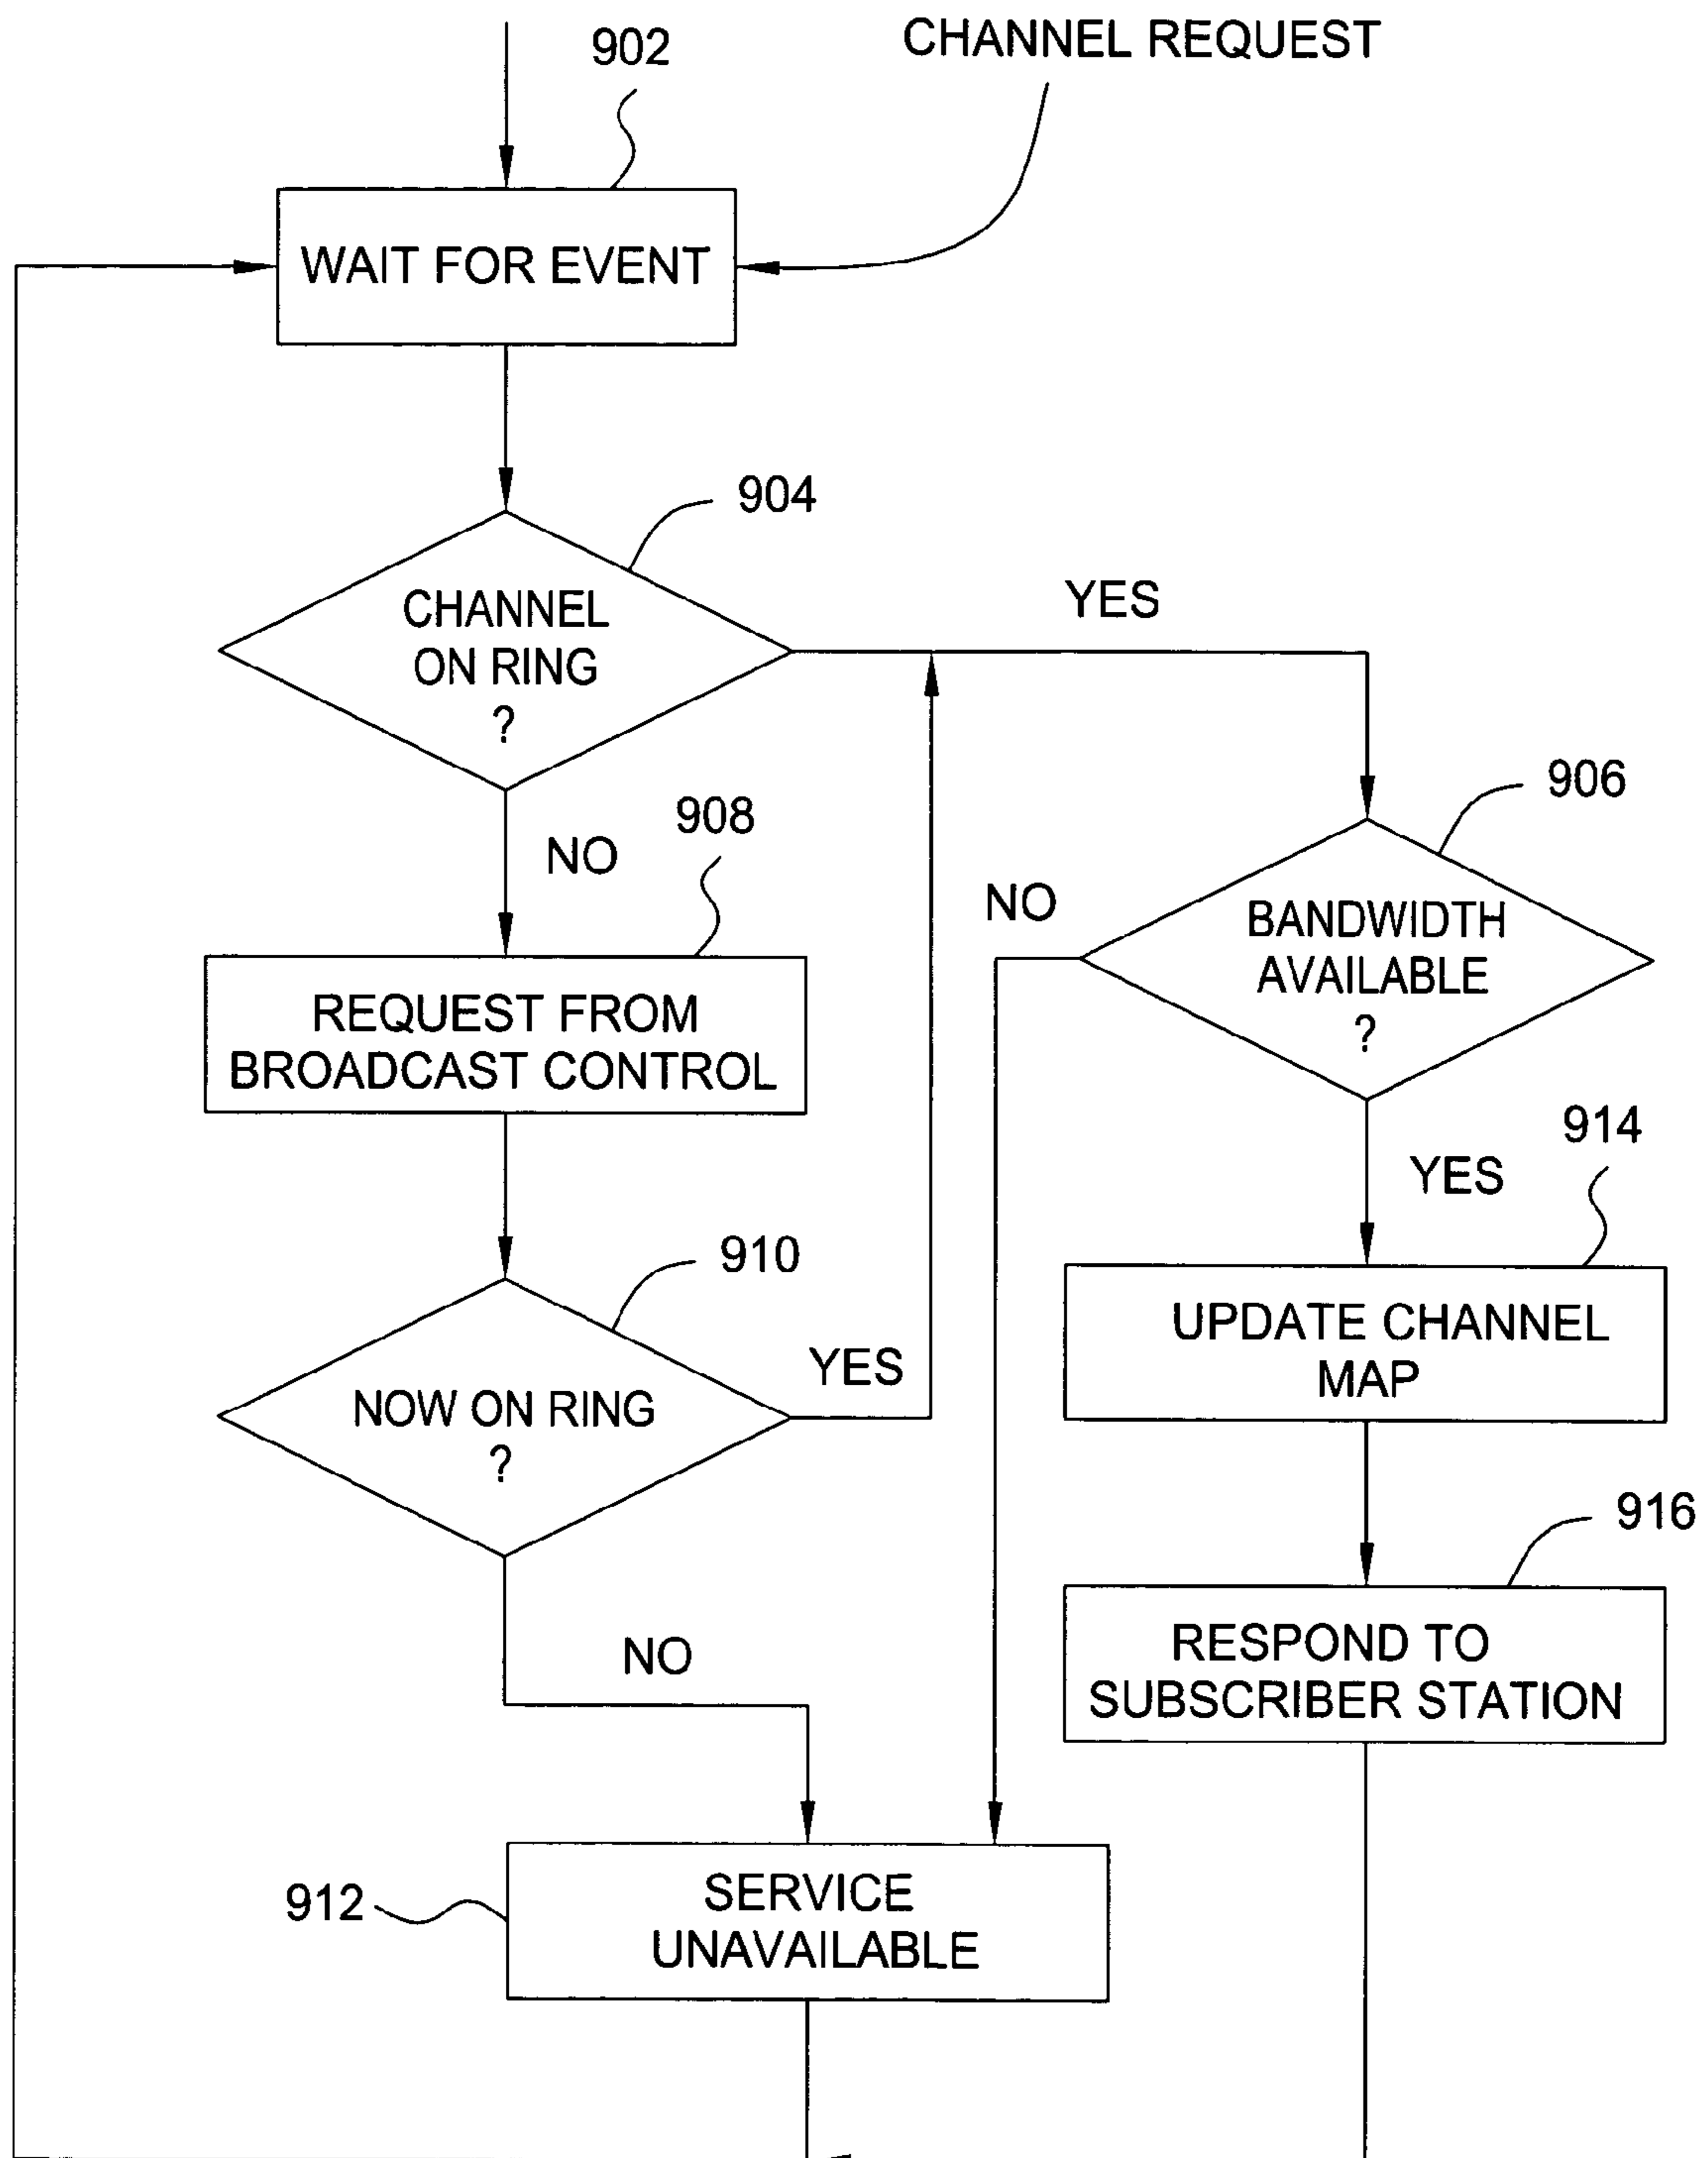 902
CHANNEL REQUEST
WAIT FOR EVENT
904
CHANNEL
ON RING
?
YES
906
908
NO
NO
BANDWIDTH
AVAILABLE
?
REQUEST FROM
BROADCAST CONTROL
914
YES
910
YES
UPDATE CHANNEL
MAP
NOW ON RING
?
916
NO
RESPOND TO
SUBSCRIBER STATION
912
SERVICE
UNAVAILABLE